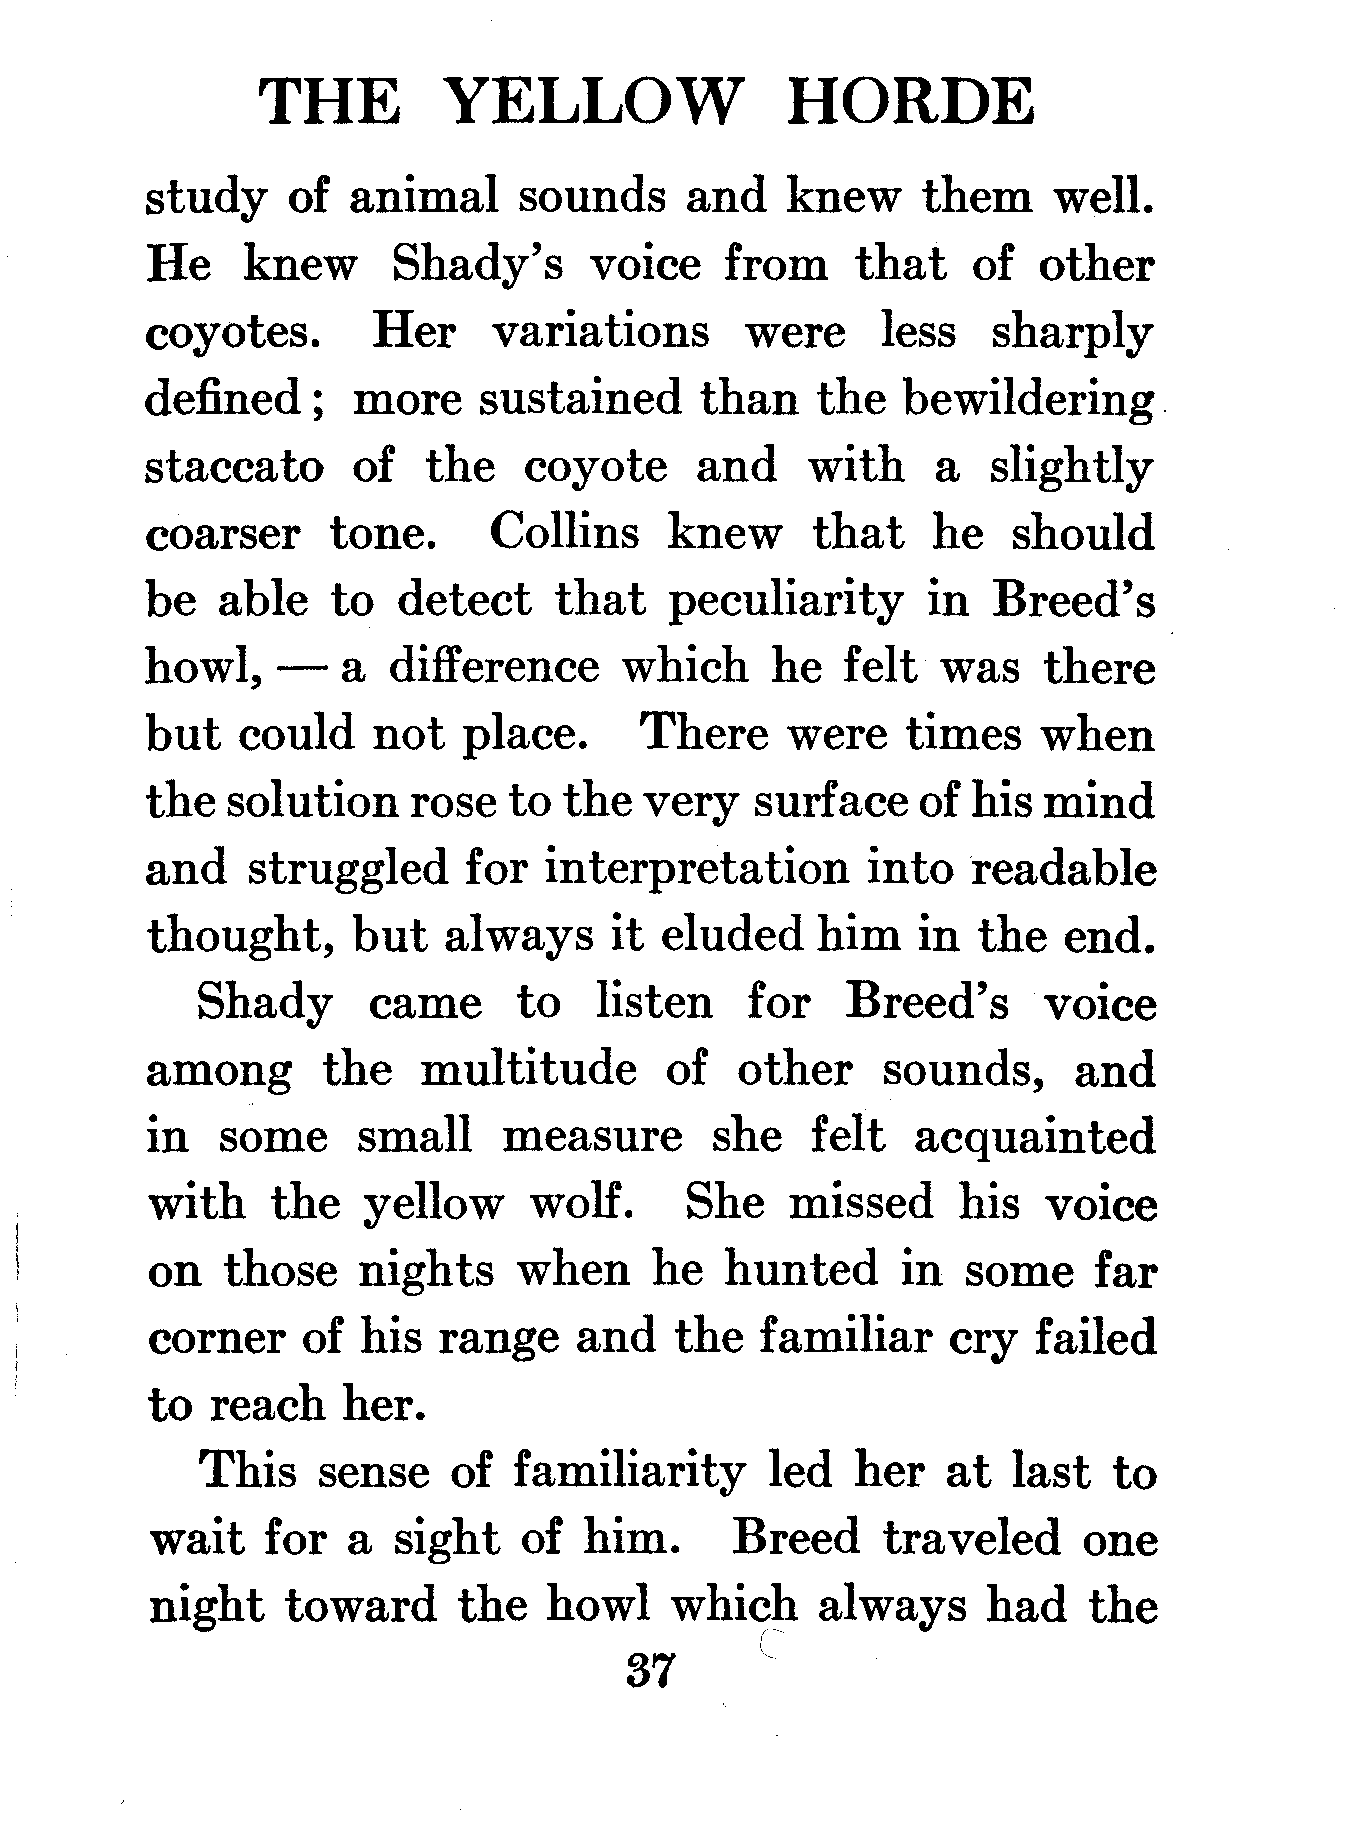 THE YELLOW HORDE
study of animal sounds and knew them well.
He knew Shady's voice from that of other
coyotes. Her variations were less sharply
defined; more sustained than the bewildering
staccato of the coyote and with a slightly
coarser tone. Collins knew that he should
be able to detect that peculiarity in Breed's
howl, — a difference which he felt was there
but could not place. There were times when
the solution rose to the very surface of his mind
and struggled for interpretation into readable
thought, but always it eluded him in the end.
Shady came to listen for Breed's voice
among the multitude of other sounds, and
in some small measure she felt acquainted
with the yellow wolf. She missed his voice
on those nights when he hunted in some far
corner of his range and the familiar cry failed
to reach her.
This sense of familiarity led her at last to
wait for a sight of him. Breed traveled one
night toward the howl which always had the
37